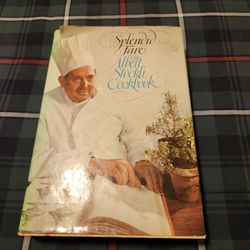 Splendid
Fare
The
Albert
Stockli
Cookbook